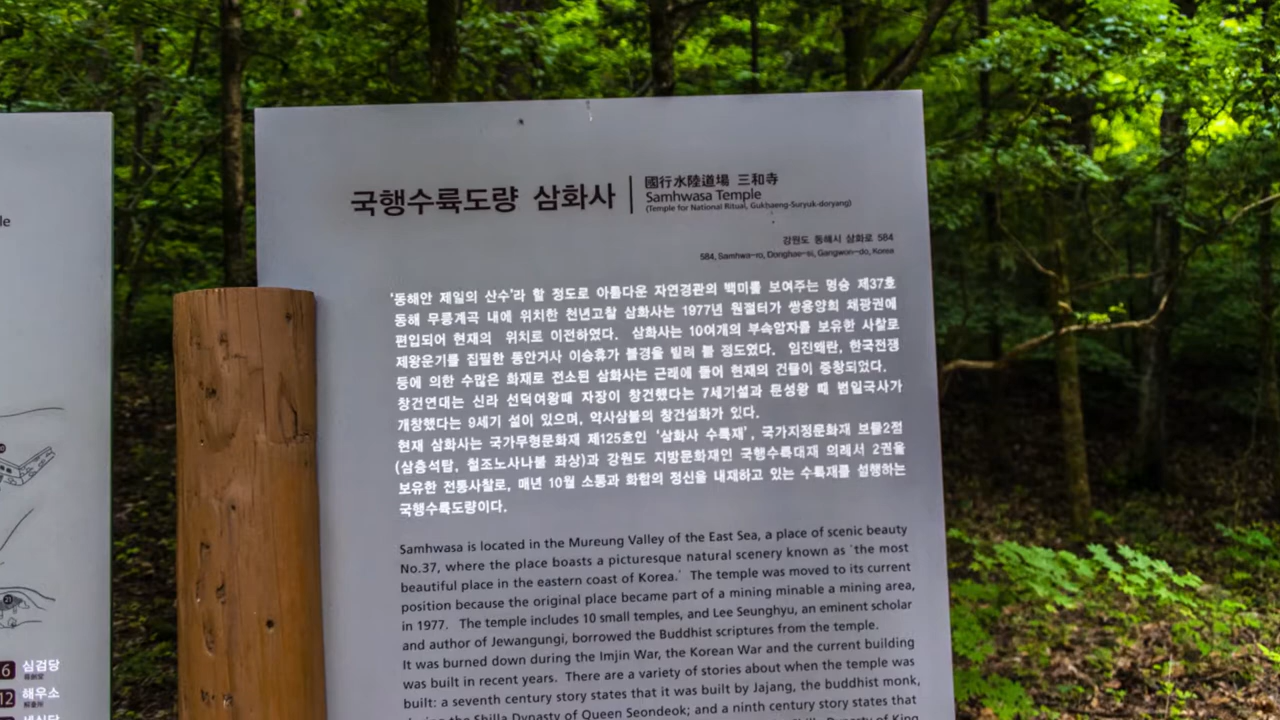 국행수륙도량 삼화사
國行水陸道場 三和寺
Samhwasa Temple
(Temple for National Ritual, Gukhaeng-Suryuk-doryang)
강원도 동해시 삼화로 584
584, Samhwa-ro, Donghae-si, Gangwon-do, Korea
'동해안 제일의 산수'라 할 정도로 아름다운 자연경관의 백미를 보여주는 명승 제37호
동해 무릉계곡 내에 위치한 천년고찰 삼화사는 1977년 원절터가 쌍용양회 채광권에
편입되어 현재의 위치로 이전하였다. 삼화사는 10여개의 부속암자를 보유한 사찰로
제왕운기를 집필한 동안거사 이승휴가 불경을 빌려 볼 정도였다. 임진왜란, 한국전쟁
등에 의한 수많은 화재로 전소된 삼화사는 근래에 들어 현재의 건물이 중창되었다.
창건연대는 신라 선덕여왕때 자장이 창건했다는 7세기설과 문성왕 때 범일국사가
개창했다는 9세기 설이 있으며, 약사삼불의 창건설화가 있다.
현재 삼화사는 국가무형문화재 제125호인 '삼화사 수륙재', 국가지정문화재 보물2점
(삼층석탑, 철조노사나불 좌상)과 강원도 지방문화재인 국행수륙대재 의례서 2권을
보유한 전통사찰로, 매년 10월 소통과 화합의 정신을 내재하고 있는 수륙재를 설행하는
국행수륙도량이다.
Samhwasa is located in the Mureung Valley of the East Sea, a place of scenic beauty
No.37, where the place boasts a picturesque natural scenery known as 'the most
beautiful place in the eastern coast of Korea.' The temple was moved to its current
position because the original place became part of a mining minable a mining area,
in 1977. The temple includes 10 small temples, and Lee Seunghyu, an eminent scholar
and author of Jewangungi, borrowed the Buddhist scriptures from the temple.
It was burned down during the Imjin War, the Korean War and the current building
was built in recent years. There are a variety of stories about when the temple was
built: a seventh century story states that it was built by Jajang, the buddhist monk,
during the Shilla Dynasty of Queen Seondeok; and a ninth century story states that
Dynasty of King
le
6 심검당
12 해우소